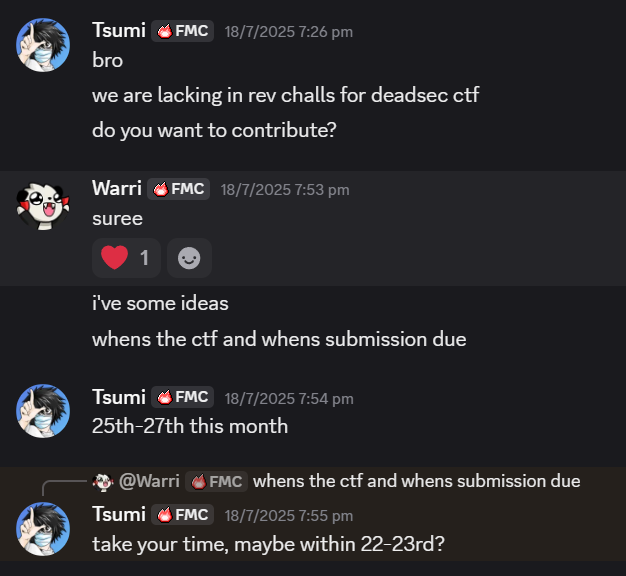 Tsumi FMC 18/7/2025 7:26 pm
bro
we are lacking in rev challs for deadsec ctf
do you want to contribute?
Warri FMC 18/7/2025 7:53 pm
suree
1
i've some ideas
whens the ctf and whens submission due
Tsumi FMC 18/7/2025 7:54 pm
25th-27th this month
@Warri FMC whens the ctf and whens submission due
Tsumi FMC 18/7/2025 7:55 pm
take your time, maybe within 22-23rd?